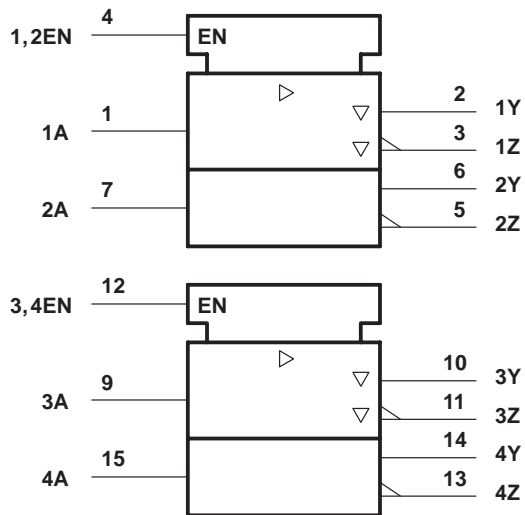 4
1,2EN EN
1 2 1Y
1A 3 1Z
7 6 2Y
2A 5 2Z
12
3,4EN EN
9 10 3Y
3A 11 3Z
15 14 4Y
4A 13 4Z